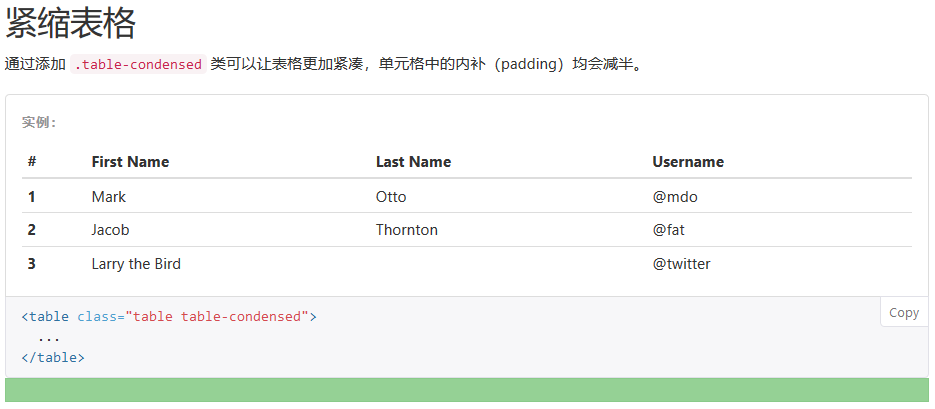 紧缩表格
通过添加 .table-condensed 类可以让表格更加紧凑，单元格中的内补（padding）均会减半。
实例：
# First Name Last Name Username
1 Mark Otto @mdo
2 Jacob Thornton @fat
3 Larry the Bird @twitter
Copy
<table class="table table-condensed">
  ...
</table>